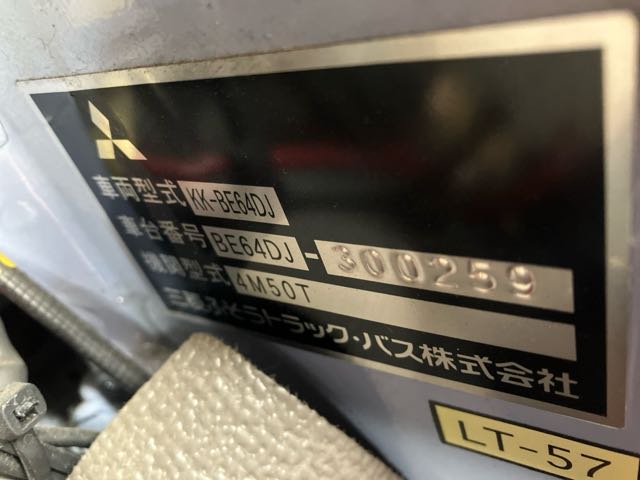 車両型式 KK-BE64DJ
車台番号 BE64DJ-300259
機関型式 4M50T
三菱ふそうトラック・バス株式会社
LT-57